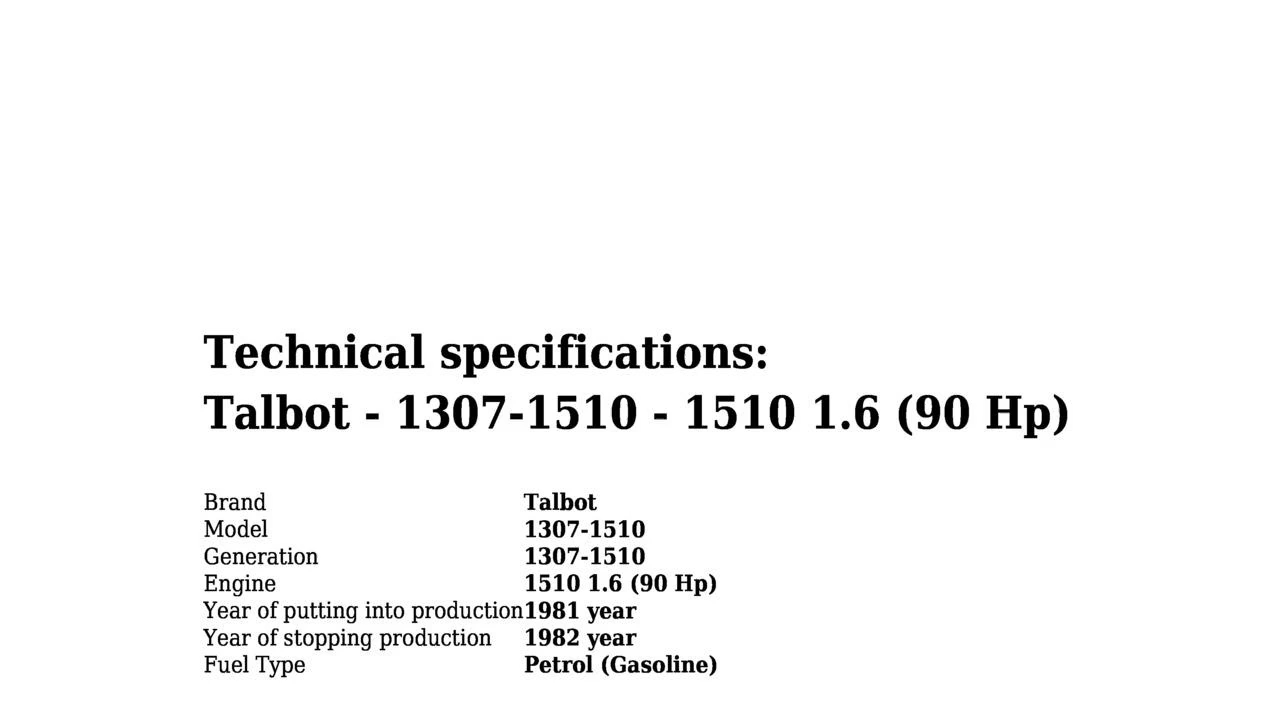 Technical specifications:
Talbot - 1307-1510 - 1510 1.6 (90 Hp)
Brand Talbot
Model 1307-1510
Generation 1307-1510
Engine 1510 1.6 (90 Hp)
Year of putting into production 1981 year
Year of stopping production 1982 year
Fuel Type Petrol (Gasoline)